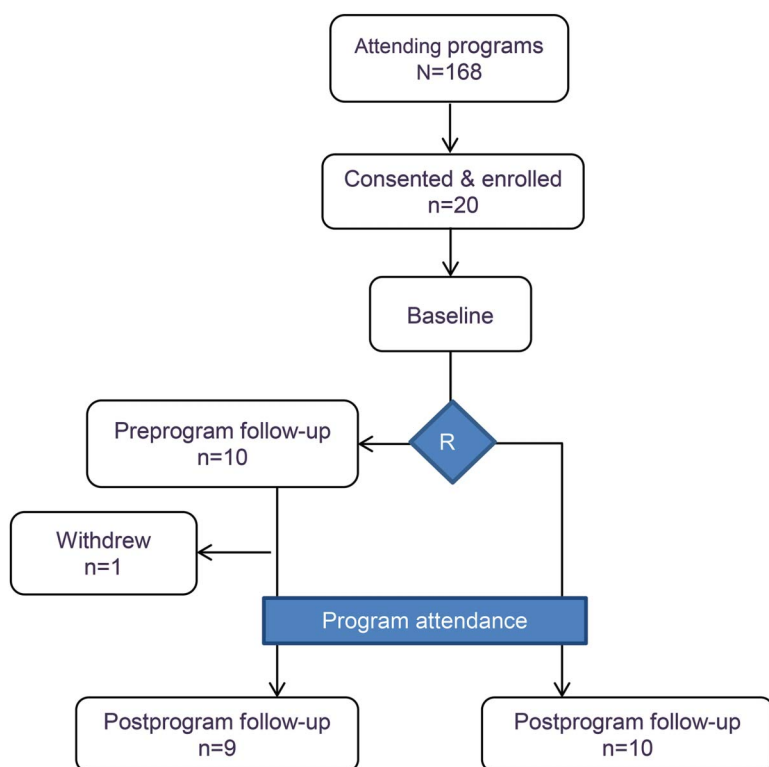 Attending programs
N=168
Consented & enrolled
n=20
Baseline
R
Preprogram follow-up
n=10
Withdrew
n=1
Program attendance
Postprogram follow-up
n=9
Postprogram follow-up
n=10